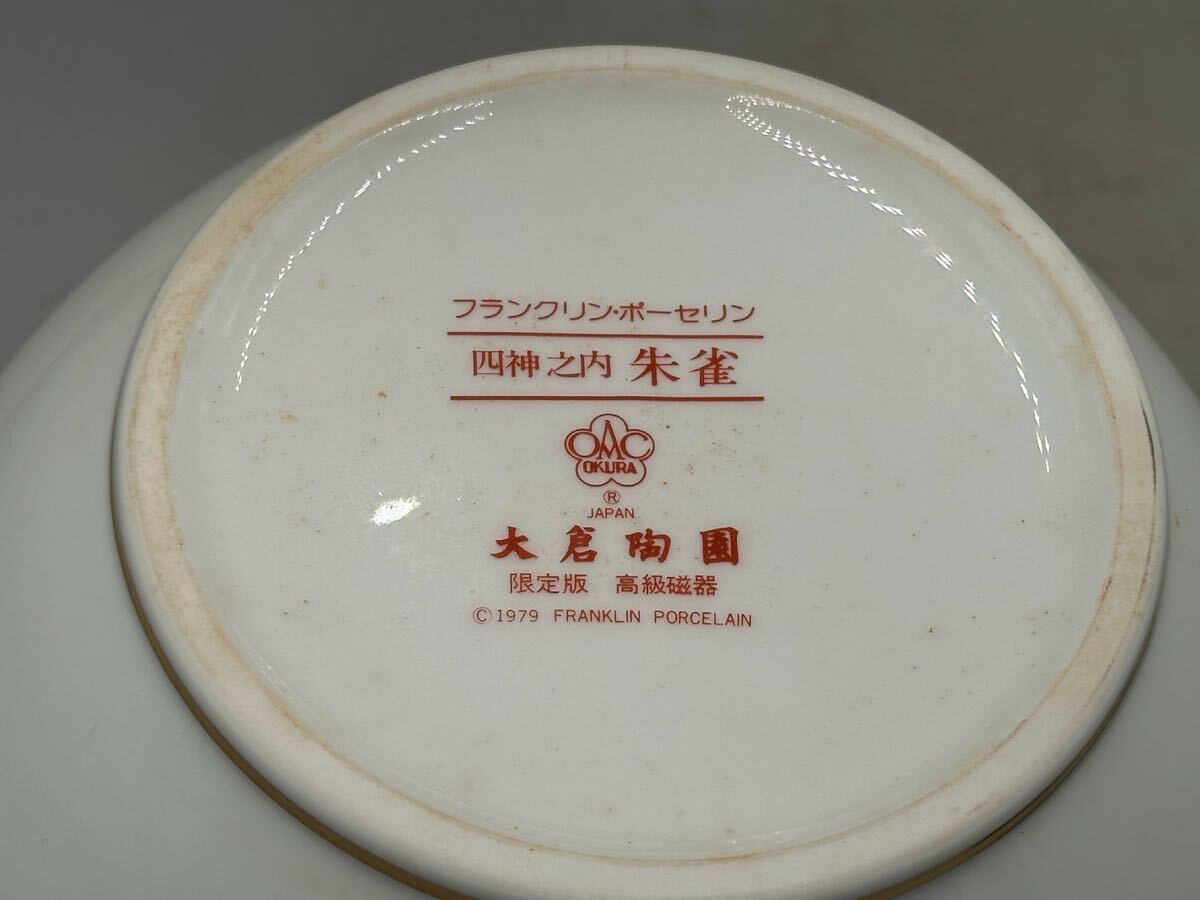 フランクリン・ポーセリン
四神之内 朱雀
OAC
OKURA
®
JAPAN
大倉陶園
限定版 高級磁器
© 1979 FRANKLIN PORCELAIN